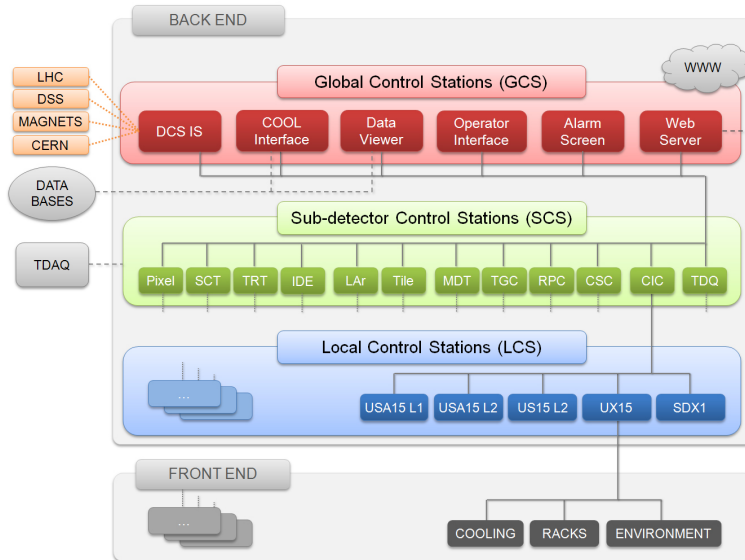 BACK END
WWW
LHC
DSS
MAGNETS
CERN
Global Control Stations (GCS)
DCS IS
COOL
Interface
Data
Viewer
Operator
Interface
Alarm
Screen
Web
Server
DATA
BASES
Sub-detector Control Stations (SCS)
TDAQ
Pixel
SCT
TRT
IDE
LAr
Tile
MDT
TGC
RPC
CSC
CIC
TDQ
Local Control Stations (LCS)
...
USA15 L1
USA15 L2
US15 L2
UX15
SDX1
FRONT END
...
COOLING
RACKS
ENVIRONMENT